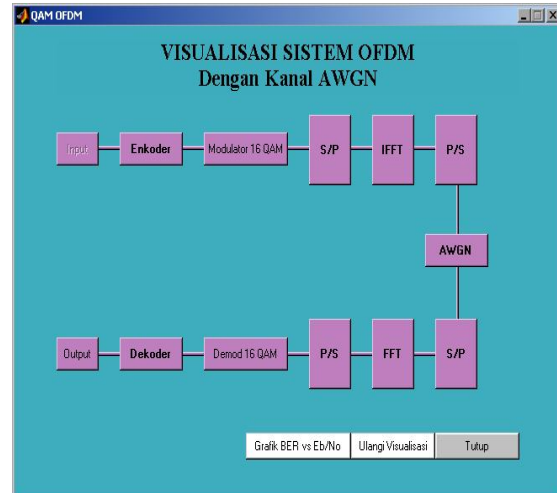 QAM OFDM
VISUALISASI SISTEM OFDM
Dengan Kanal AWGN
Input Enkoder Modulator 16 QAM S/P IFFT P/S
AWGN
Output Dekoder Demod 16 QAM P/S FFT S/P
Grafik BER vs Eb/No Ulangi Visualisasi Tutup